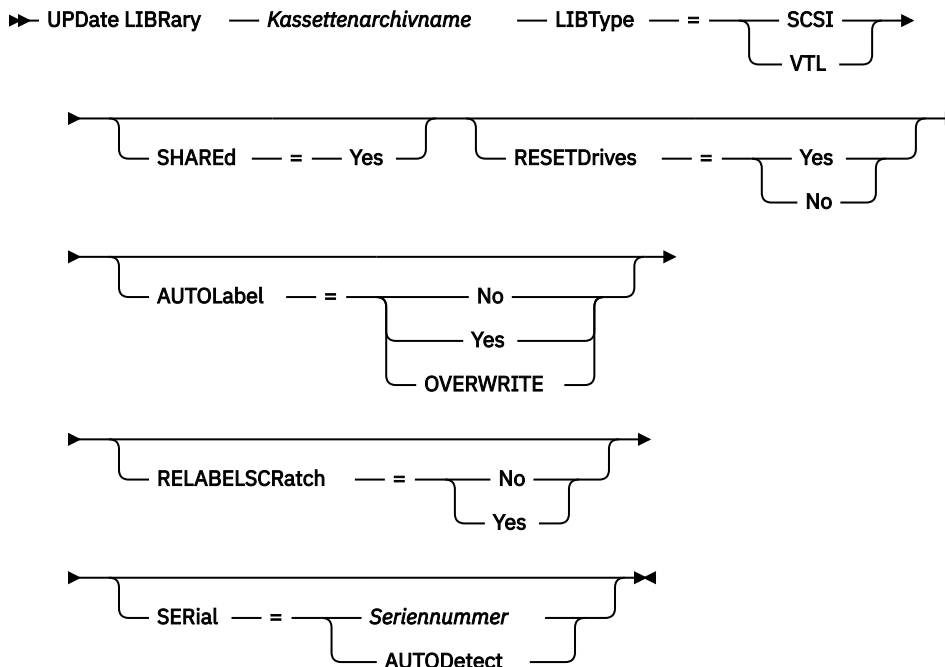 UPDate LIBRary Kassettenarchivname LIBType = SCSI
VTL
SHAREd = Yes RESETDrives = Yes
No
AUTOLabel = No
Yes
OVERWRITE
RELABELSCRatch = No
Yes
SERial = Seriennummer
AUTODetect